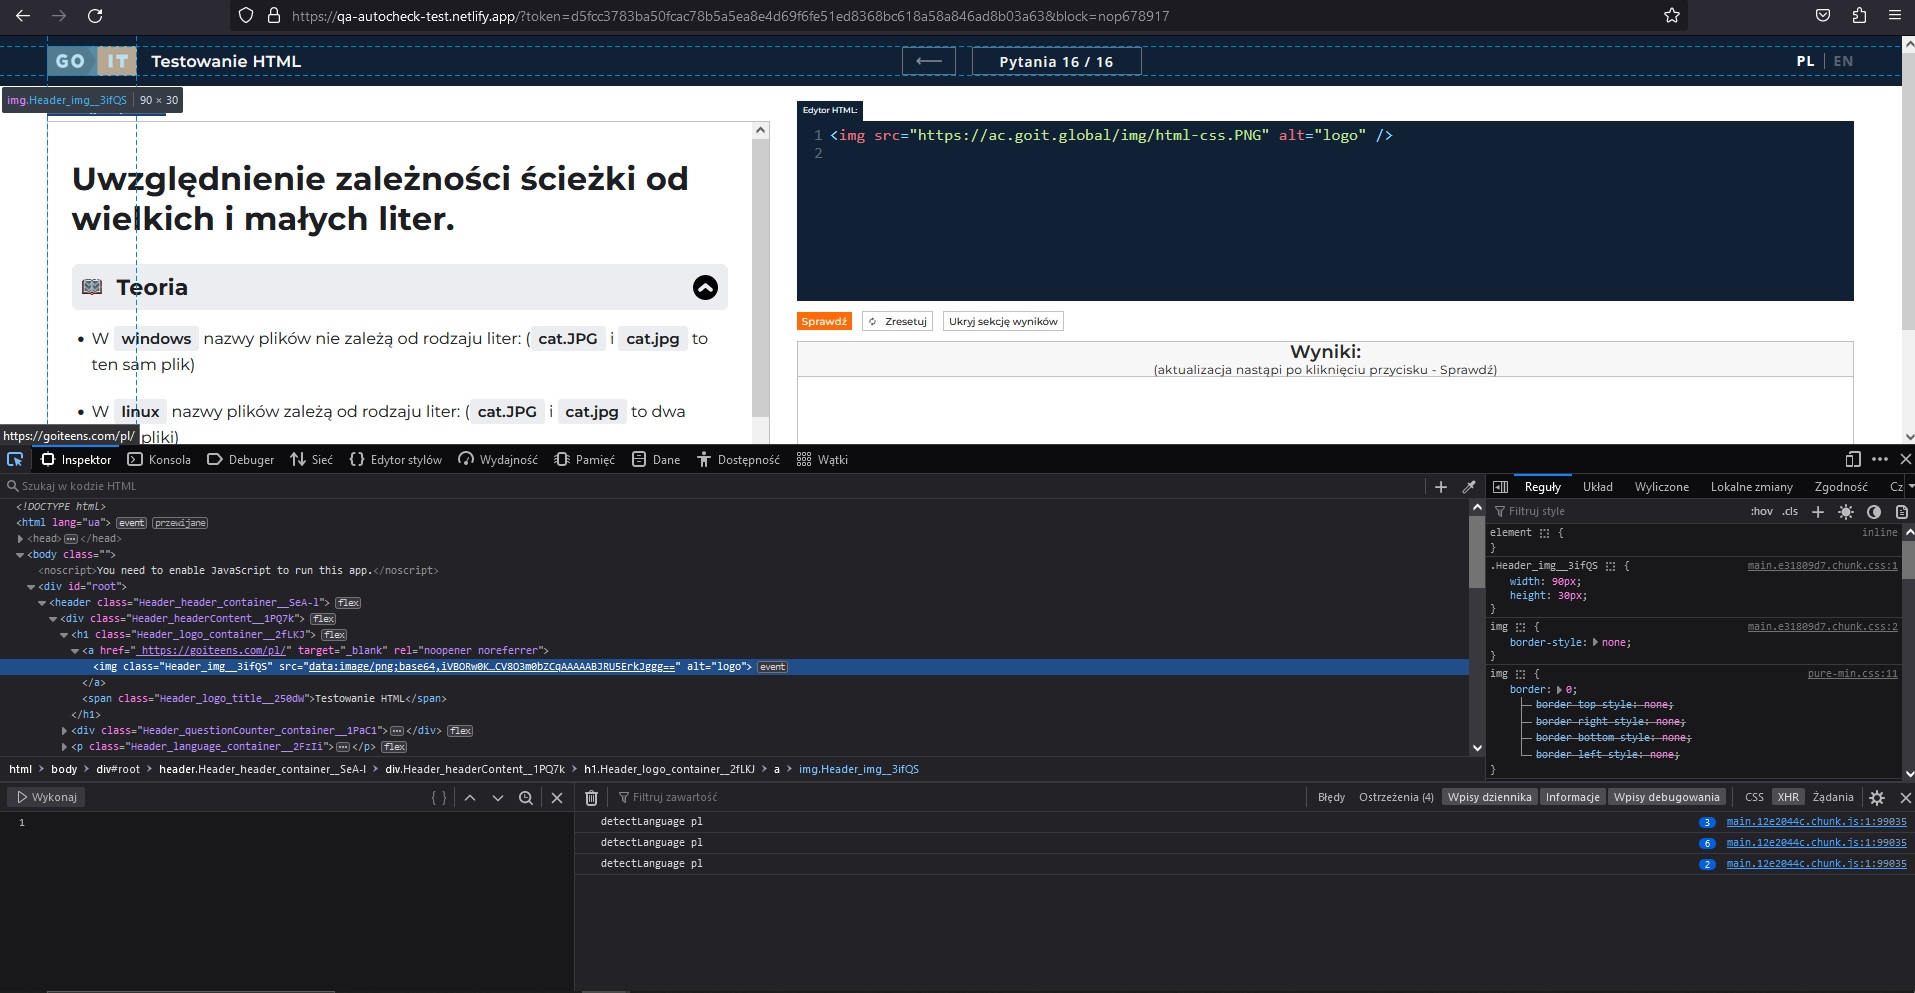 https://qa-autocheck-test.netlify.app/?token=d5fcc3783ba50fcac78b5a5ea8e4d69f6fe51ed8368bc618a58a846ad8b03a63&block=nop678917
GO IT Testowanie HTML
Pytania 16 / 16
PL | EN
img.Header_img__3ifQS | 90 × 30
Edytor HTML:
1 <img src="https://ac.goit.global/img/html-css.PNG" alt="logo" />
2
Uwzględnienie zależności ścieżki od
wielkich i małych liter.
Teoria
• W windows nazwy plików nie zależą od rodzaju liter: ( cat.JPG i cat.jpg to
ten sam plik)
• W linux nazwy plików zależą od rodzaju liter: ( cat.JPG i cat.jpg to dwa
pliki)
https://goiteens.com/pl/
Sprawdź Zresetuj Ukryj sekcję wyników
Wyniki:
(aktualizacja nastąpi po kliknięciu przycisku - Sprawdź)
Inspektor Konsola Debuger Sieć Edytor stylów Wydajność Pamięć Dane Dostępność Wątki
Szukaj w kodzie HTML
<!DOCTYPE html>
<html lang="ua"> event przewijane
<head> ••• </head>
<body class="">
<noscript>You need to enable JavaScript to run this app.</noscript>
<div id="root">
<header class="Header_header_container__SeA-l"> flex
<div class="Header_headerContent__1PQ7k"> flex
<h1 class="Header_logo_container__2fLKJ"> flex
<a href=" https://goiteens.com/pl/" target="_blank" rel="noopener noreferrer">
<img class="Header_img__3ifQS" src="data:image/png;base64,iVBORw0K…CV8O3m0bZCqAAAAABJRU5ErkJggg==" alt="logo"> event
</a>
<span class="Header_logo_title__250dW">Testowanie HTML</span>
</h1>
<div class="Header_questionCounter_container__1PaC1"> ••• </div> flex
<p class="Header_language_container__2FzIi"> ••• </p> flex
html > body > div#root > header.Header_header_container__SeA-l > div.Header_headerContent__1PQ7k > h1.Header_logo_container__2fLKJ > a > img.Header_img__3ifQS
Reguły Układ Wyliczone Lokalne zmiany Zgodność Cz
Filtruj style :hov .cls +
element { inline
}
.Header_img__3ifQS { main.e31809d7.chunk.css:1
width: 90px;
height: 30px;
}
img { main.e31809d7.chunk.css:2
border-style: none;
}
img { pure-min.css:11
border: 0;
border-top-style: none;
border-right-style: none;
border-bottom-style: none;
border-left-style: none;
}
Wykonaj { }
1
Filtruj zawartość Błędy Ostrzeżenia (4) Wpisy dziennika Informacje Wpisy debugowania CSS XHR Żądania
detectLanguage pl 3 main.12e2044c.chunk.js:1:99035
detectLanguage pl 6 main.12e2044c.chunk.js:1:99035
detectLanguage pl 2 main.12e2044c.chunk.js:1:99035